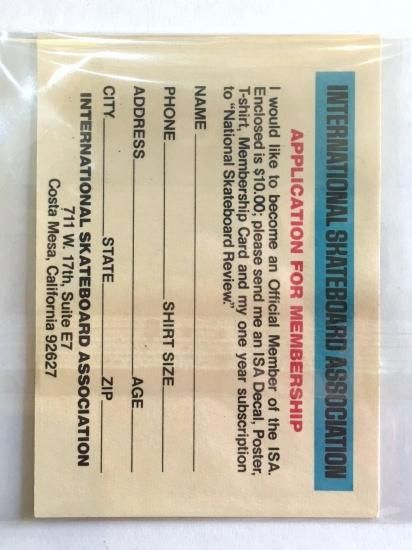 INTERNATIONAL SKATEBOARD ASSOCIATION
APPLICATION FOR MEMBERSHIP
I would like to become an Official Member of the ISA.
Enclosed is $10.00; please send me an ISA Decal, Poster,
T-shirt, Membership Card and my one year subscription
to "National Skateboard Review."
NAME
PHONE SHIRT SIZE
ADDRESS AGE
CITY STATE ZIP
INTERNATIONAL SKATEBOARD ASSOCIATION
711 W. 17th, Suite E7
Costa Mesa, California 92627